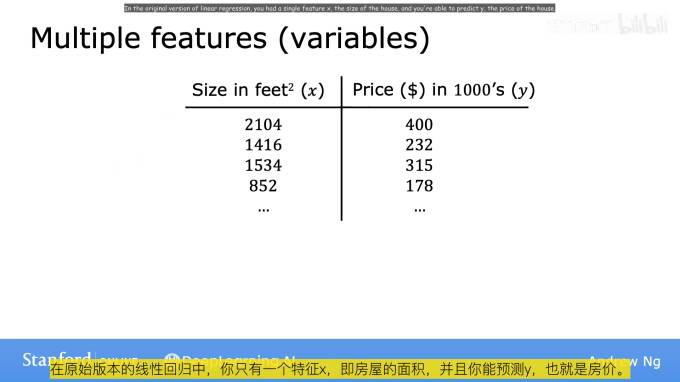 In the original version of linear regression, you had a single feature x, the size of the house, and you're able to predict y, the price of the house.
bilibili
Multiple features (variables)
Size in feet² (x) Price ($) in 1000's (y)
2104 400
1416 232
1534 315
852 178
... ...
Stanford DeepLearning.AI Andrew Ng
在原始版本的线性回归中，你只有一个特征x，即房屋的面积，并且你能预测y，也就是房价。